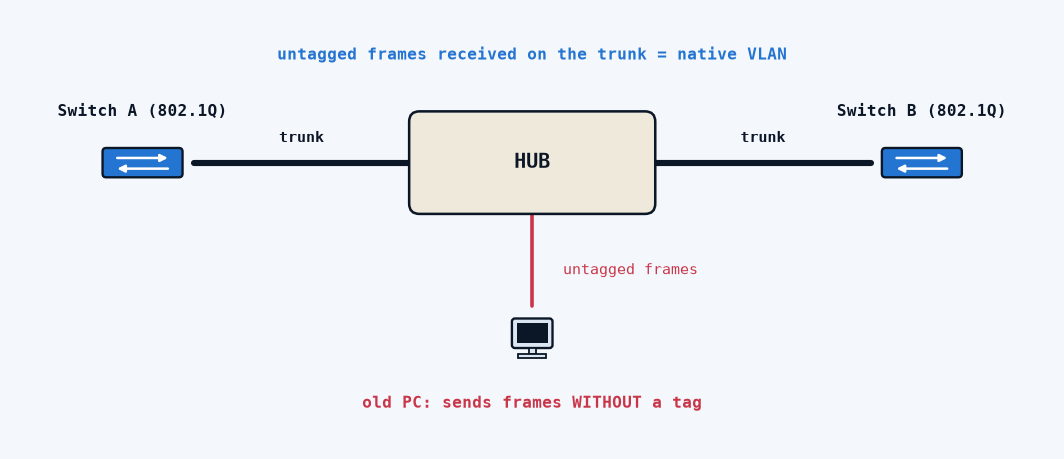 untagged frames received on the trunk = native VLAN
Switch A (802.1Q)
Switch B (802.1Q)
trunk
trunk
HUB
untagged frames
old PC: sends frames WITHOUT a tag